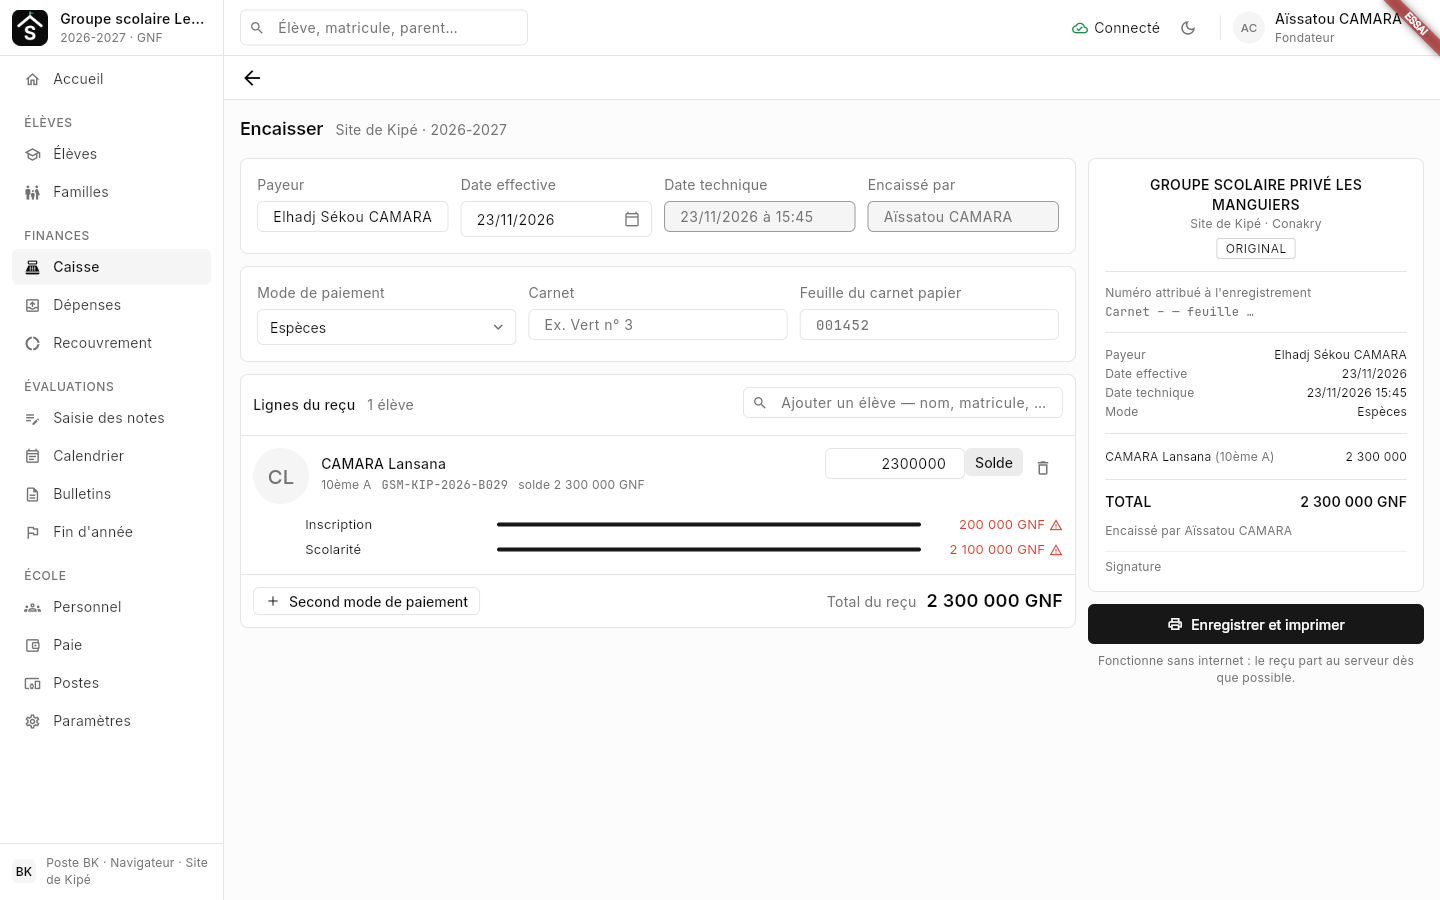 Groupe scolaire Le...
2026-2027 · GNF
Élève, matricule, parent...
Connecté
AC
Aïssatou CAMARA
Fondateur
ESSAI
Accueil
ÉLÈVES
Élèves
Familles
FINANCES
Caisse
Dépenses
Recouvrement
ÉVALUATIONS
Saisie des notes
Calendrier
Bulletins
Fin d'année
ÉCOLE
Personnel
Paie
Postes
Paramètres
BK
Poste BK · Navigateur · Site
de Kipé
Encaisser Site de Kipé · 2026-2027
Payeur
Date effective
Date technique
Encaissé par
Elhadj Sékou CAMARA
23/11/2026
23/11/2026 à 15:45
Aïssatou CAMARA
Mode de paiement
Carnet
Feuille du carnet papier
Espèces
Ex. Vert n° 3
001452
Lignes du reçu 1 élève
Ajouter un élève — nom, matricule, ...
CL
CAMARA Lansana
10ème A GSM-KIP-2026-B029 solde 2 300 000 GNF
2300000
Solde
Inscription
200 000 GNF
Scolarité
2 100 000 GNF
Second mode de paiement
Total du reçu 2 300 000 GNF
GROUPE SCOLAIRE PRIVÉ LES
MANGUIERS
Site de Kipé · Conakry
ORIGINAL
Numéro attribué à l'enregistrement
Carnet – — feuille …
Payeur Elhadj Sékou CAMARA
Date effective 23/11/2026
Date technique 23/11/2026 15:45
Mode Espèces
CAMARA Lansana (10ème A) 2 300 000
TOTAL 2 300 000 GNF
Encaissé par Aïssatou CAMARA
Signature
Enregistrer et imprimer
Fonctionne sans internet : le reçu part au serveur dès
que possible.